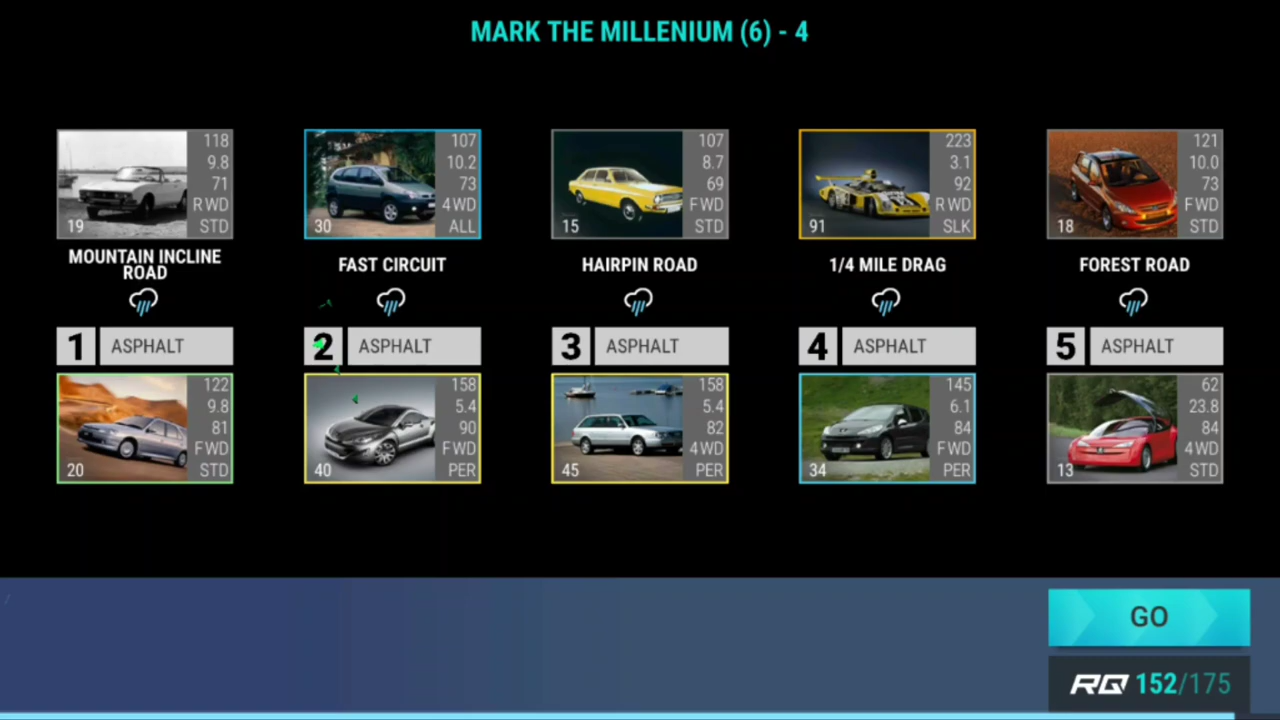 MARK THE MILLENIUM (6) - 4
118
9.8
71
RWD
19
STD
107
10.2
73
4WD
30
ALL
107
8.7
69
FWD
15
STD
223
3.1
92
RWD
91
SLK
121
10.0
73
FWD
18
STD
MOUNTAIN INCLINE
ROAD
FAST CIRCUIT
HAIRPIN ROAD
1/4 MILE DRAG
FOREST ROAD
1 ASPHALT
2 ASPHALT
3 ASPHALT
4 ASPHALT
5 ASPHALT
122
9.8
81
FWD
20
STD
158
5.4
90
FWD
40
PER
158
5.4
82
4WD
45
PER
145
6.1
84
FWD
34
PER
62
23.8
84
4WD
13
STD
GO
RQ 152/175